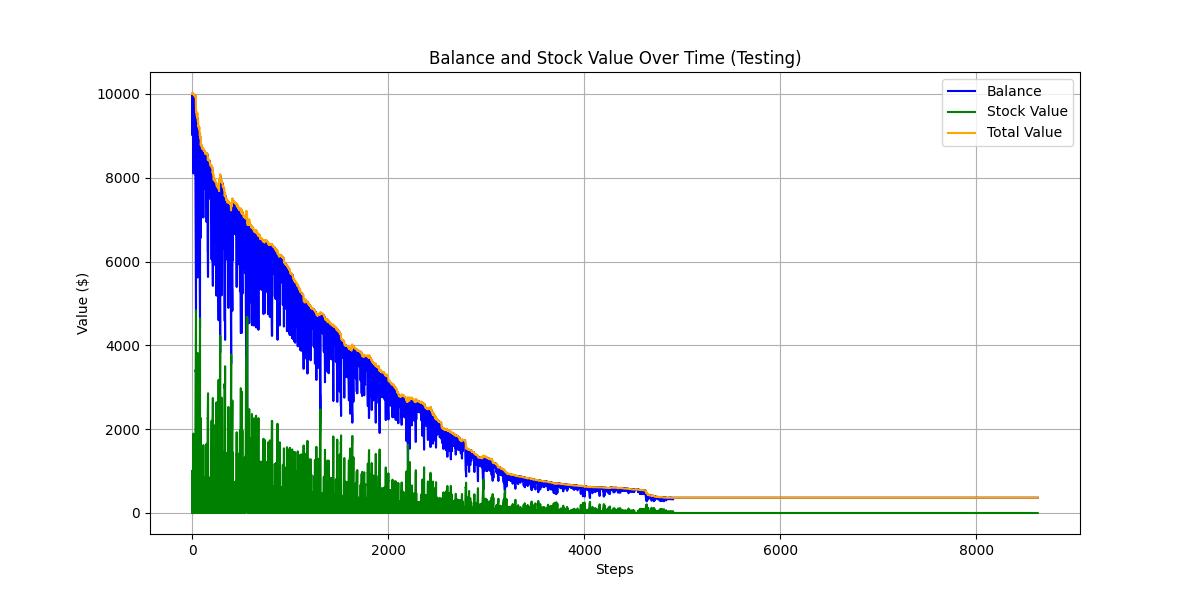 Balance and Stock Value Over Time (Testing)
Balance
Stock Value
Total Value
10000
8000
6000
4000
2000
0
Value ($)
0 2000 4000 6000 8000
Steps